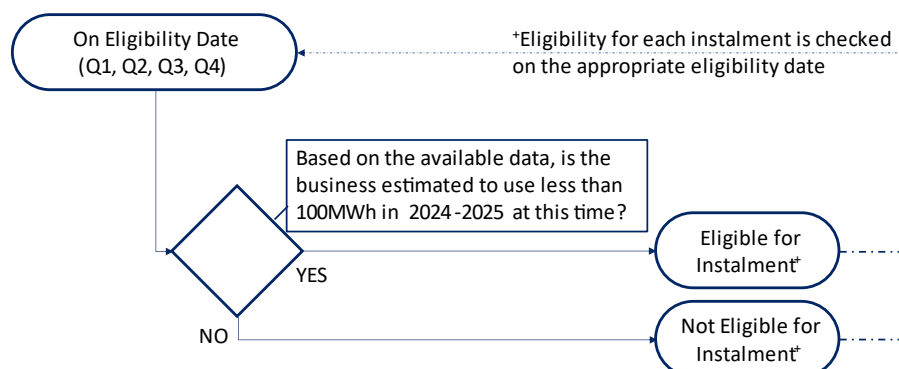 On Eligibility Date
(Q1, Q2, Q3, Q4)
⁺Eligibility for each instalment is checked
on the appropriate eligibility date
Based on the available data, is the
business estimated to use less than
100MWh in 2024-2025 at this time?
YES
Eligible for
Instalment⁺
NO
Not Eligible for
Instalment⁺